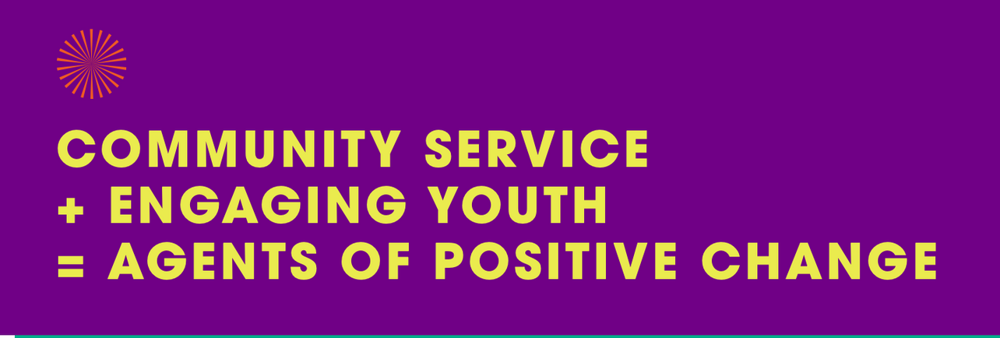 COMMUNITY SERVICE
+ ENGAGING YOUTH
= AGENTS OF POSITIVE CHANGE